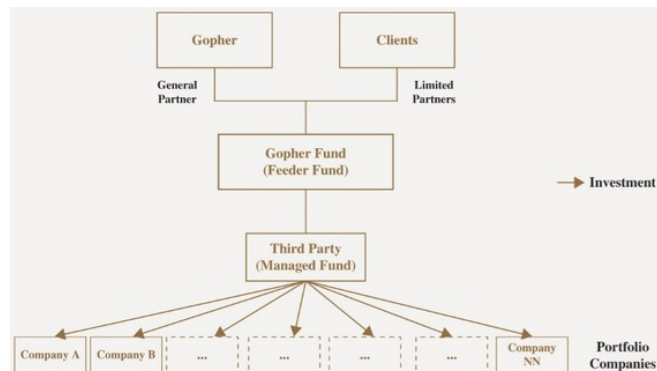 Gopher
Clients
General
Partner
Limited
Partners
Gopher Fund
(Feeder Fund)
Investment
Third Party
(Managed Fund)
Company A
Company B
...
...
...
...
Company
NN
Portfolio
Companies